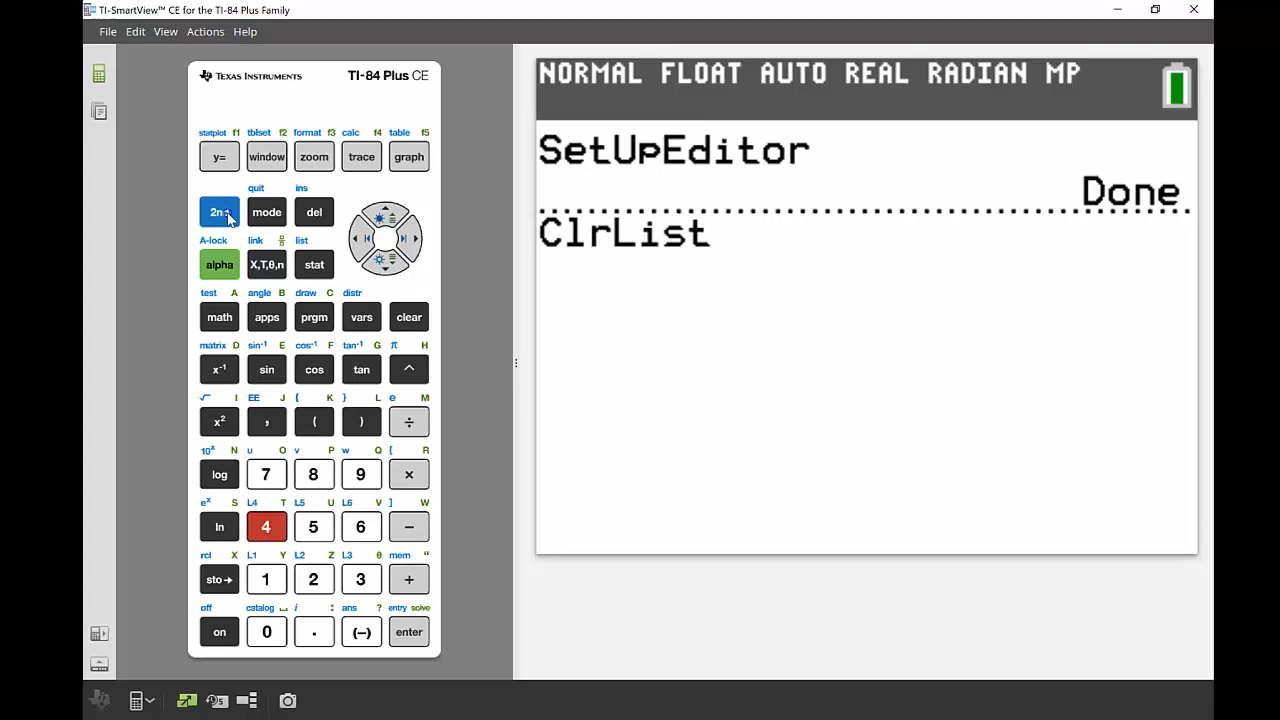 TI-SmartView™ CE for the TI-84 Plus Family
File Edit View Actions Help
TEXAS INSTRUMENTS TI-84 Plus CE
statplot f1 tblset f2 format f3 calc f4 table f5
y= window zoom trace graph
quit ins
2nd mode del
A-lock link list
alpha X,T,θ,n stat
test A angle B draw C distr
math apps prgm vars clear
matrix D sin⁻¹ E cos⁻¹ F tan⁻¹ G π H
x⁻¹ sin cos tan ^
√ I EE J { K } L e M
x² , ( ) ÷
10ˣ N u O v P w Q [ R
log 7 8 9 ×
eˣ S L4 T L5 U L6 V ] W
ln 4 5 6 −
rcl X L1 Y L2 Z L3 θ mem “
sto→ 1 2 3 +
off catalog ⎵ i : ans ? entry solve
on 0 . (−) enter
NORMAL FLOAT AUTO REAL RADIAN MP
SetUpEditor
Done
ClrList